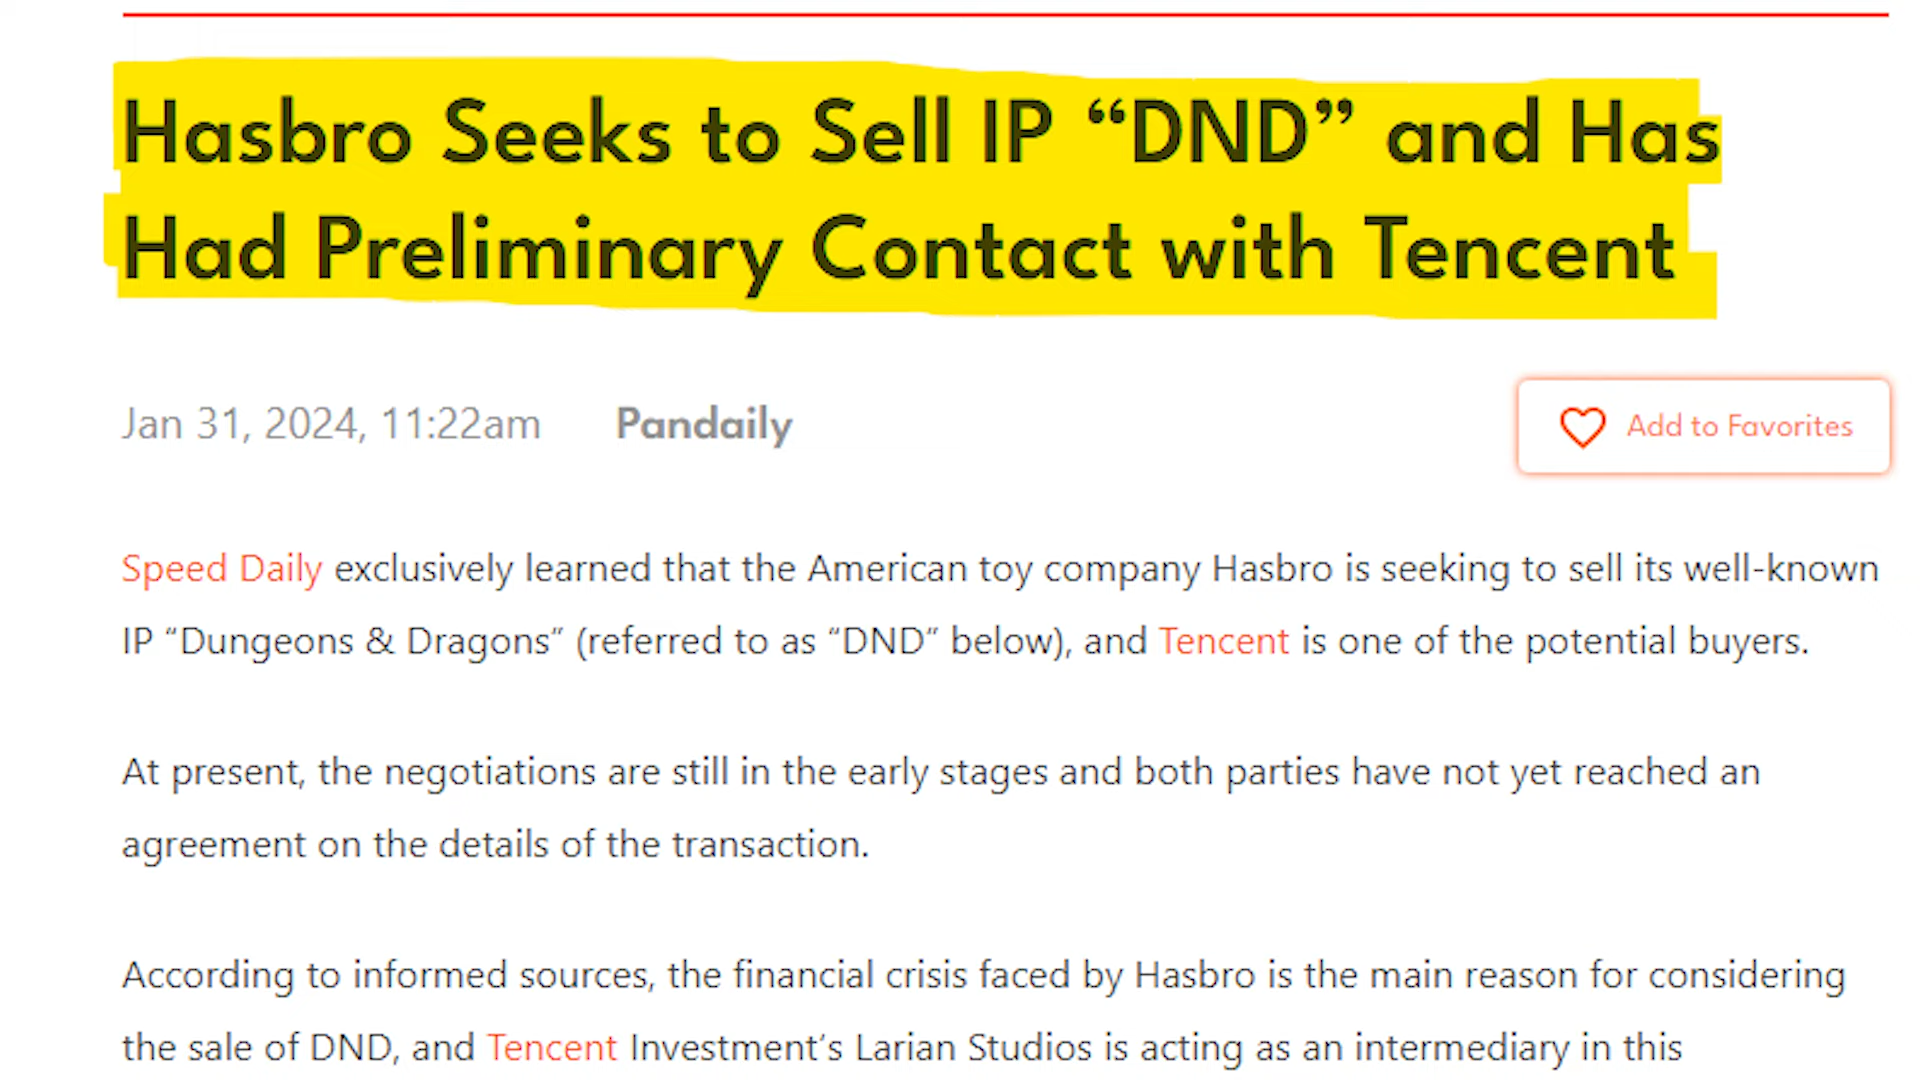 Hasbro Seeks to Sell IP “DND” and Has
Had Preliminary Contact with Tencent
Jan 31, 2024, 11:22am Pandaily
Add to Favorites
Speed Daily exclusively learned that the American toy company Hasbro is seeking to sell its well-known
IP “Dungeons & Dragons” (referred to as “DND” below), and Tencent is one of the potential buyers.
At present, the negotiations are still in the early stages and both parties have not yet reached an
agreement on the details of the transaction.
According to informed sources, the financial crisis faced by Hasbro is the main reason for considering
the sale of DND, and Tencent Investment’s Larian Studios is acting as an intermediary in this